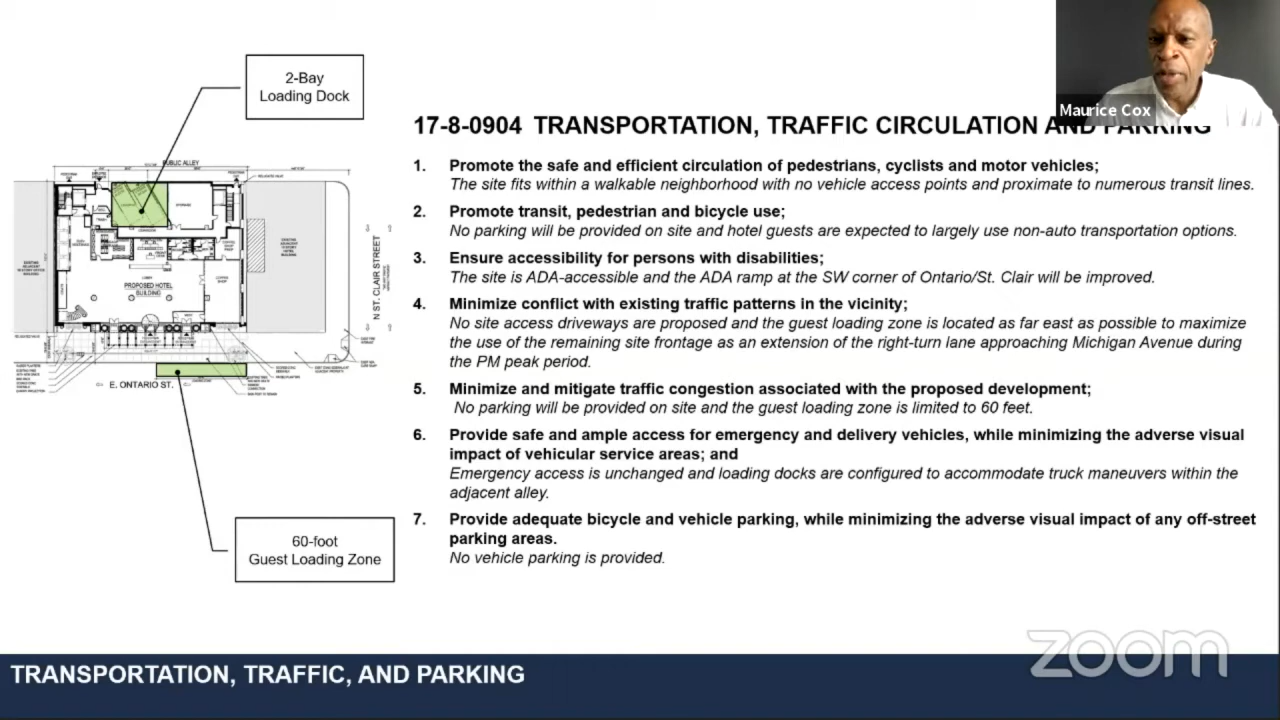 2-Bay
Loading Dock
Maurice Cox
17-8-0904 TRANSPORTATION, TRAFFIC CIRCULATION AND PARKING
1. Promote the safe and efficient circulation of pedestrians, cyclists and motor vehicles;
The site fits within a walkable neighborhood with no vehicle access points and proximate to numerous transit lines.
2. Promote transit, pedestrian and bicycle use;
No parking will be provided on site and hotel guests are expected to largely use non-auto transportation options.
3. Ensure accessibility for persons with disabilities;
The site is ADA-accessible and the ADA ramp at the SW corner of Ontario/St. Clair will be improved.
4. Minimize conflict with existing traffic patterns in the vicinity;
No site access driveways are proposed and the guest loading zone is located as far east as possible to maximize
the use of the remaining site frontage as an extension of the right-turn lane approaching Michigan Avenue during
the PM peak period.
5. Minimize and mitigate traffic congestion associated with the proposed development;
No parking will be provided on site and the guest loading zone is limited to 60 feet.
6. Provide safe and ample access for emergency and delivery vehicles, while minimizing the adverse visual
impact of vehicular service areas; and
Emergency access is unchanged and loading docks are configured to accommodate truck maneuvers within the
adjacent alley.
7. Provide adequate bicycle and vehicle parking, while minimizing the adverse visual impact of any off-street
parking areas.
No vehicle parking is provided.
PUBLIC ALLEY
PROPOSED HOTEL
BUILDING
LOBBY
N ST. CLAIR STREET
E. ONTARIO ST.
60-foot
Guest Loading Zone
zoom
TRANSPORTATION, TRAFFIC, AND PARKING